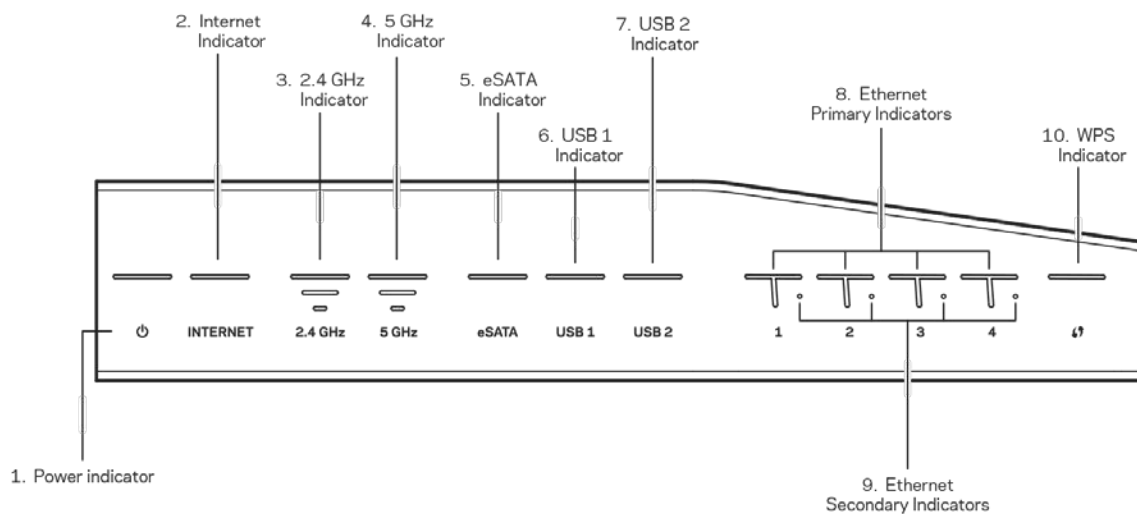 2. Internet
Indicator
4. 5 GHz
Indicator
7. USB 2
Indicator
3. 2.4 GHz
Indicator
5. eSATA
Indicator
8. Ethernet
Primary Indicators
6. USB 1
Indicator
10. WPS
Indicator
INTERNET
2.4 GHz
5 GHz
eSATA
USB 1
USB 2
1
2
3
4
1. Power indicator
9. Ethernet
Secondary Indicators